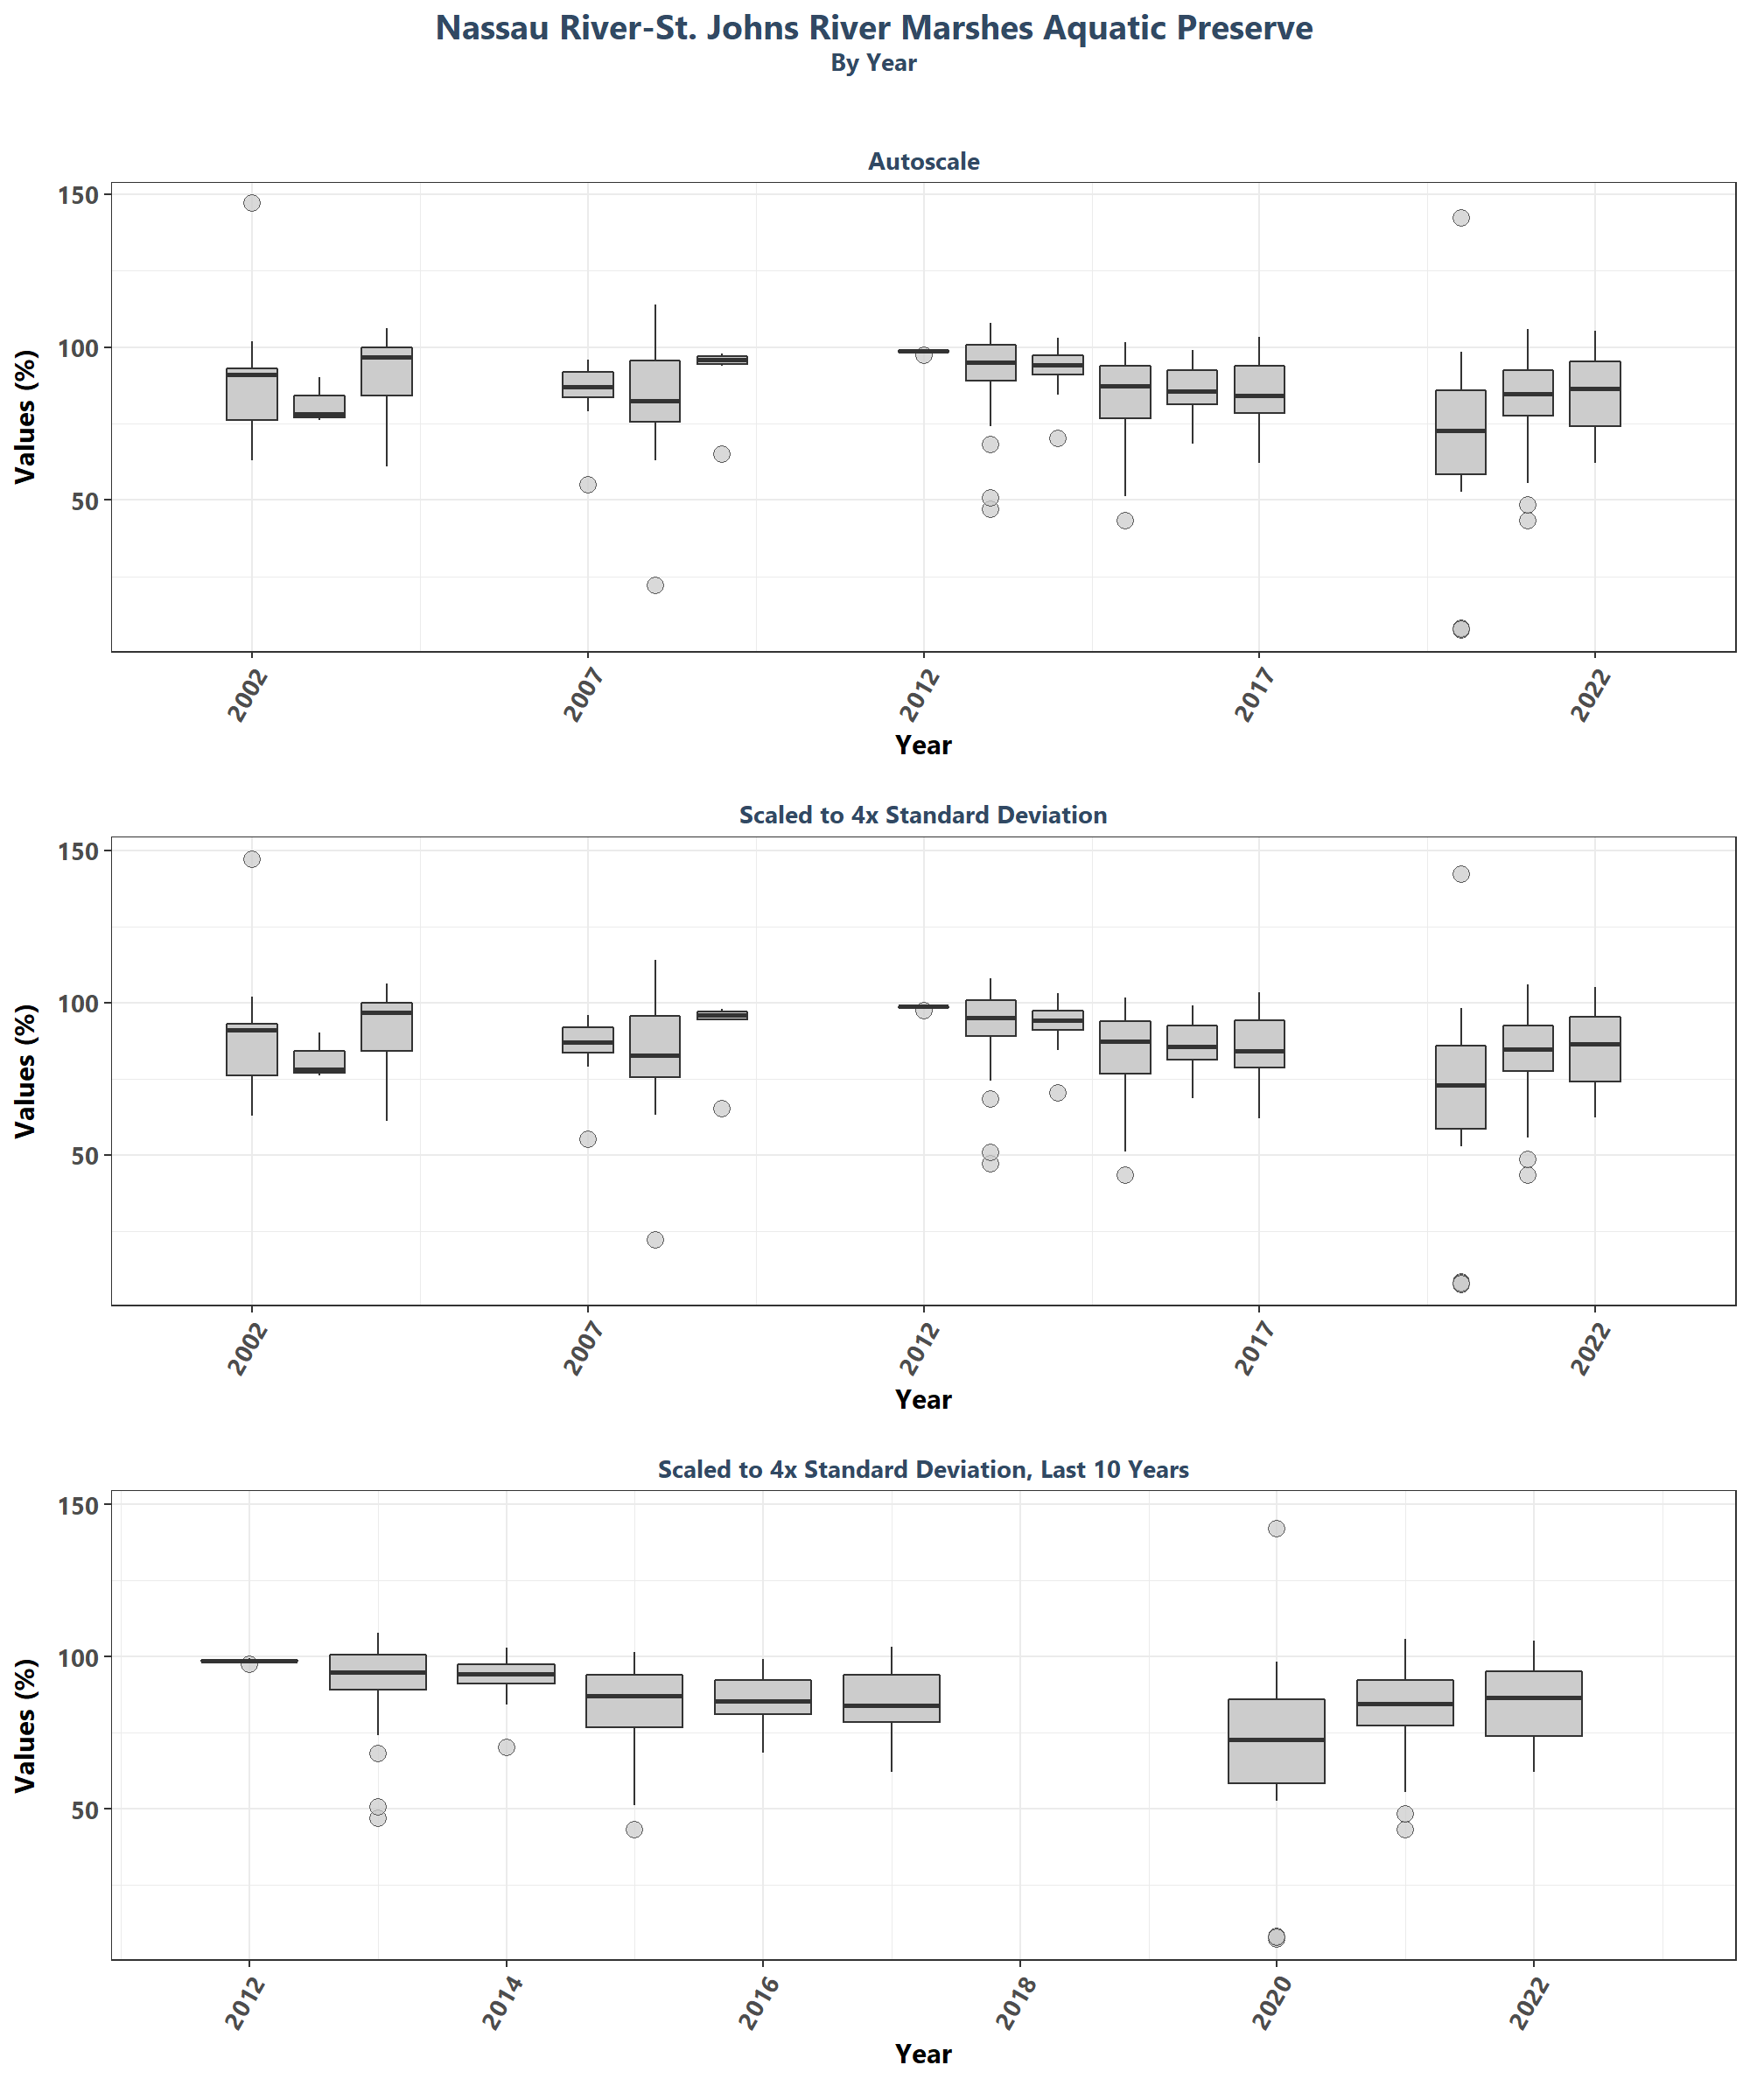 Nassau River-St. Johns River Marshes Aquatic Preserve
By Year
Autoscale
150
100
50
Values (%)
2002
2007
2012
2017
2022
Year
Scaled to 4x Standard Deviation
150
100
50
Values (%)
2002
2007
2012
2017
2022
Year
Scaled to 4x Standard Deviation, Last 10 Years
150
100
50
Values (%)
2012
2014
2016
2018
2020
2022
Year